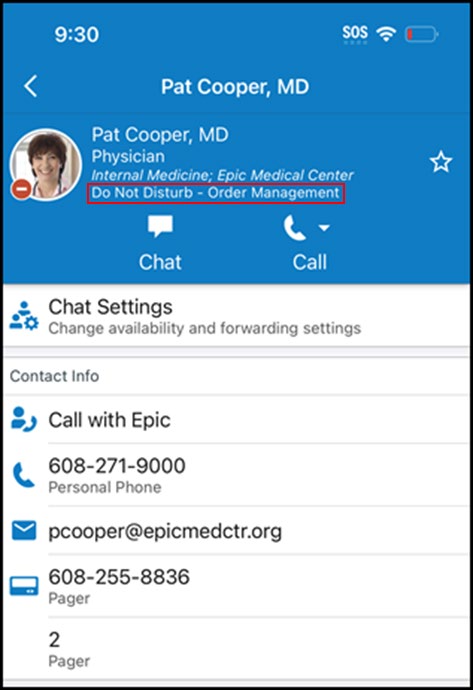 9:30 SOS
Pat Cooper, MD
Pat Cooper, MD
Physician
Internal Medicine; Epic Medical Center
Do Not Disturb - Order Management
Chat Call
Chat Settings
Change availability and forwarding settings
Contact Info
Call with Epic
608-271-9000
Personal Phone
pcooper@epicmedctr.org
608-255-8836
Pager
2
Pager